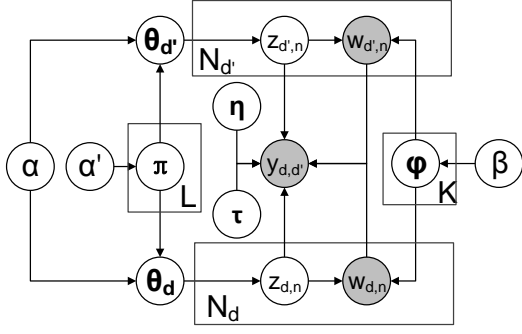 θd' zd',n wd',n
Nd'
η
α α' π yd,d' φ β
L K
τ
θd zd,n wd,n
Nd